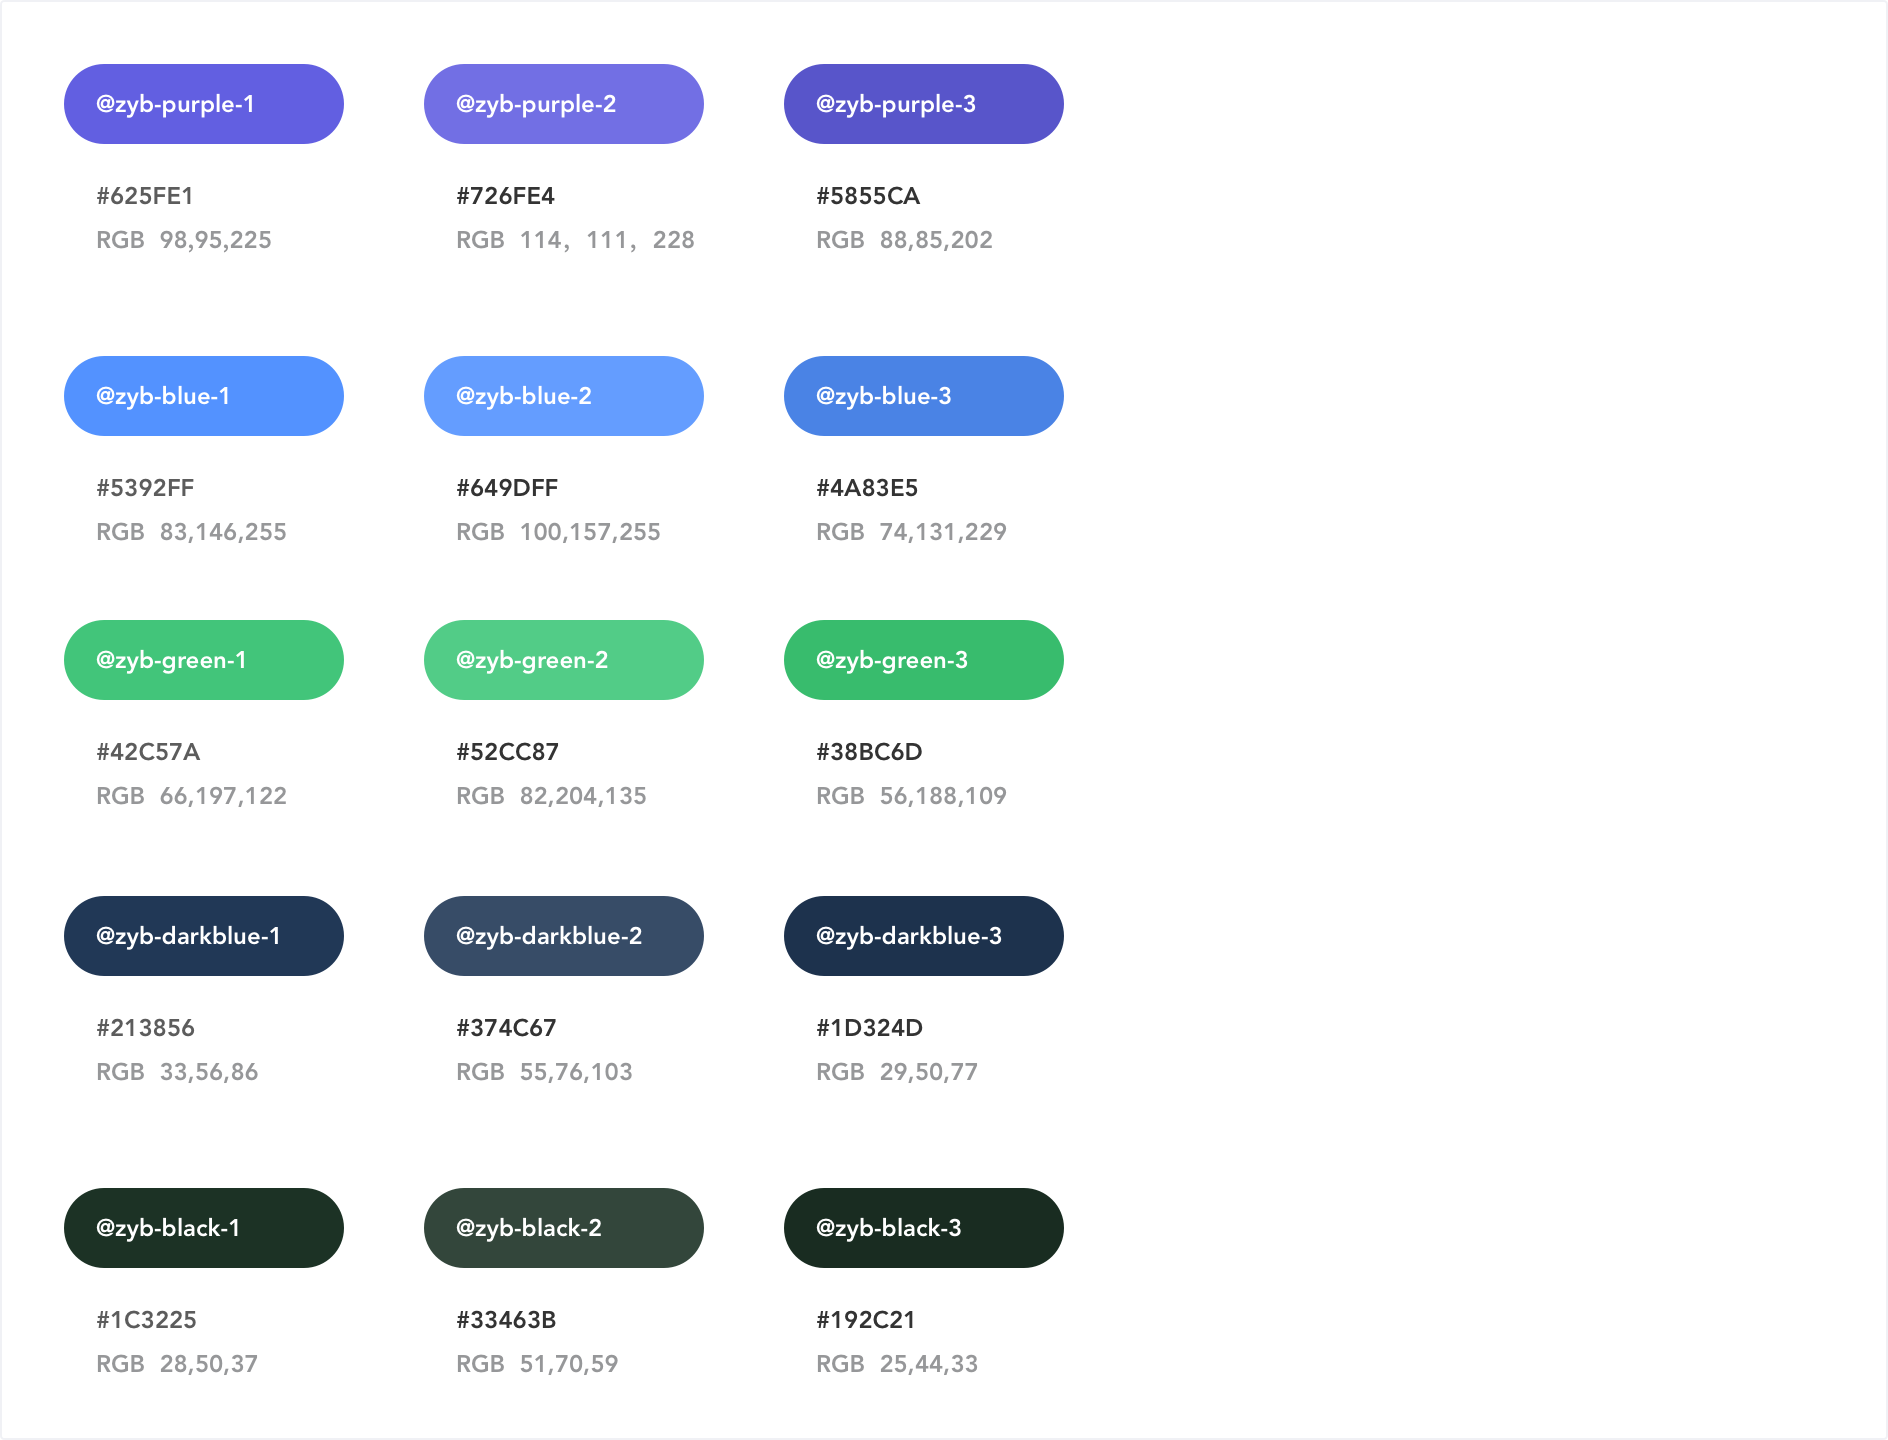 @zyb-purple-1
@zyb-purple-2
@zyb-purple-3
#625FE1
#726FE4
#5855CA
RGB 98,95,225
RGB 114, 111, 228
RGB 88,85,202
@zyb-blue-1
@zyb-blue-2
@zyb-blue-3
#5392FF
#649DFF
#4A83E5
RGB 83,146,255
RGB 100,157,255
RGB 74,131,229
@zyb-green-1
@zyb-green-2
@zyb-green-3
#42C57A
#52CC87
#38BC6D
RGB 66,197,122
RGB 82,204,135
RGB 56,188,109
@zyb-darkblue-1
@zyb-darkblue-2
@zyb-darkblue-3
#213856
#374C67
#1D324D
RGB 33,56,86
RGB 55,76,103
RGB 29,50,77
@zyb-black-1
@zyb-black-2
@zyb-black-3
#1C3225
#33463B
#192C21
RGB 28,50,37
RGB 51,70,59
RGB 25,44,33